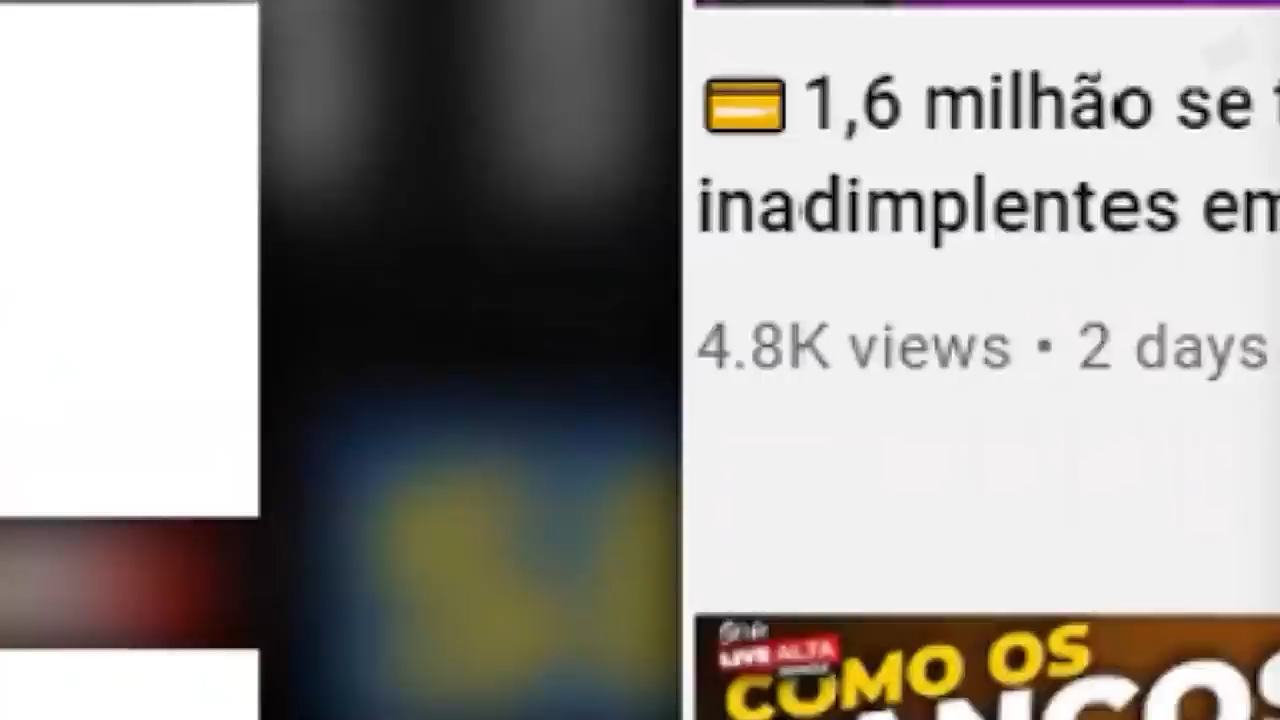 1,6 milhão se
inadimplentes em
4.8K views • 2 days
LIVE ALTA
COMO OS